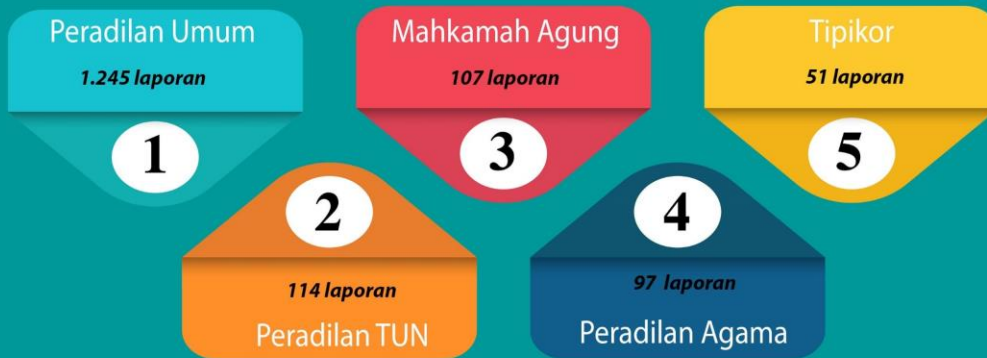 Peradilan Umum
1.245 laporan
1
2
114 laporan
Peradilan TUN
Mahkamah Agung
107 laporan
3
4
97 laporan
Peradilan Agama
Tipikor
51 laporan
5